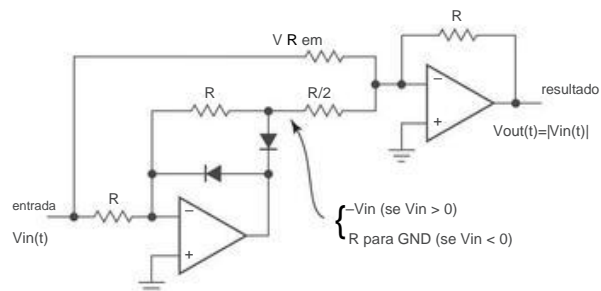 R
V R em
resultado
R
R/2
−
+
Vout(t)=|Vin(t)|
entrada
R
−
+
Vin(t)
−Vin (se Vin > 0)
R para GND (se Vin < 0)